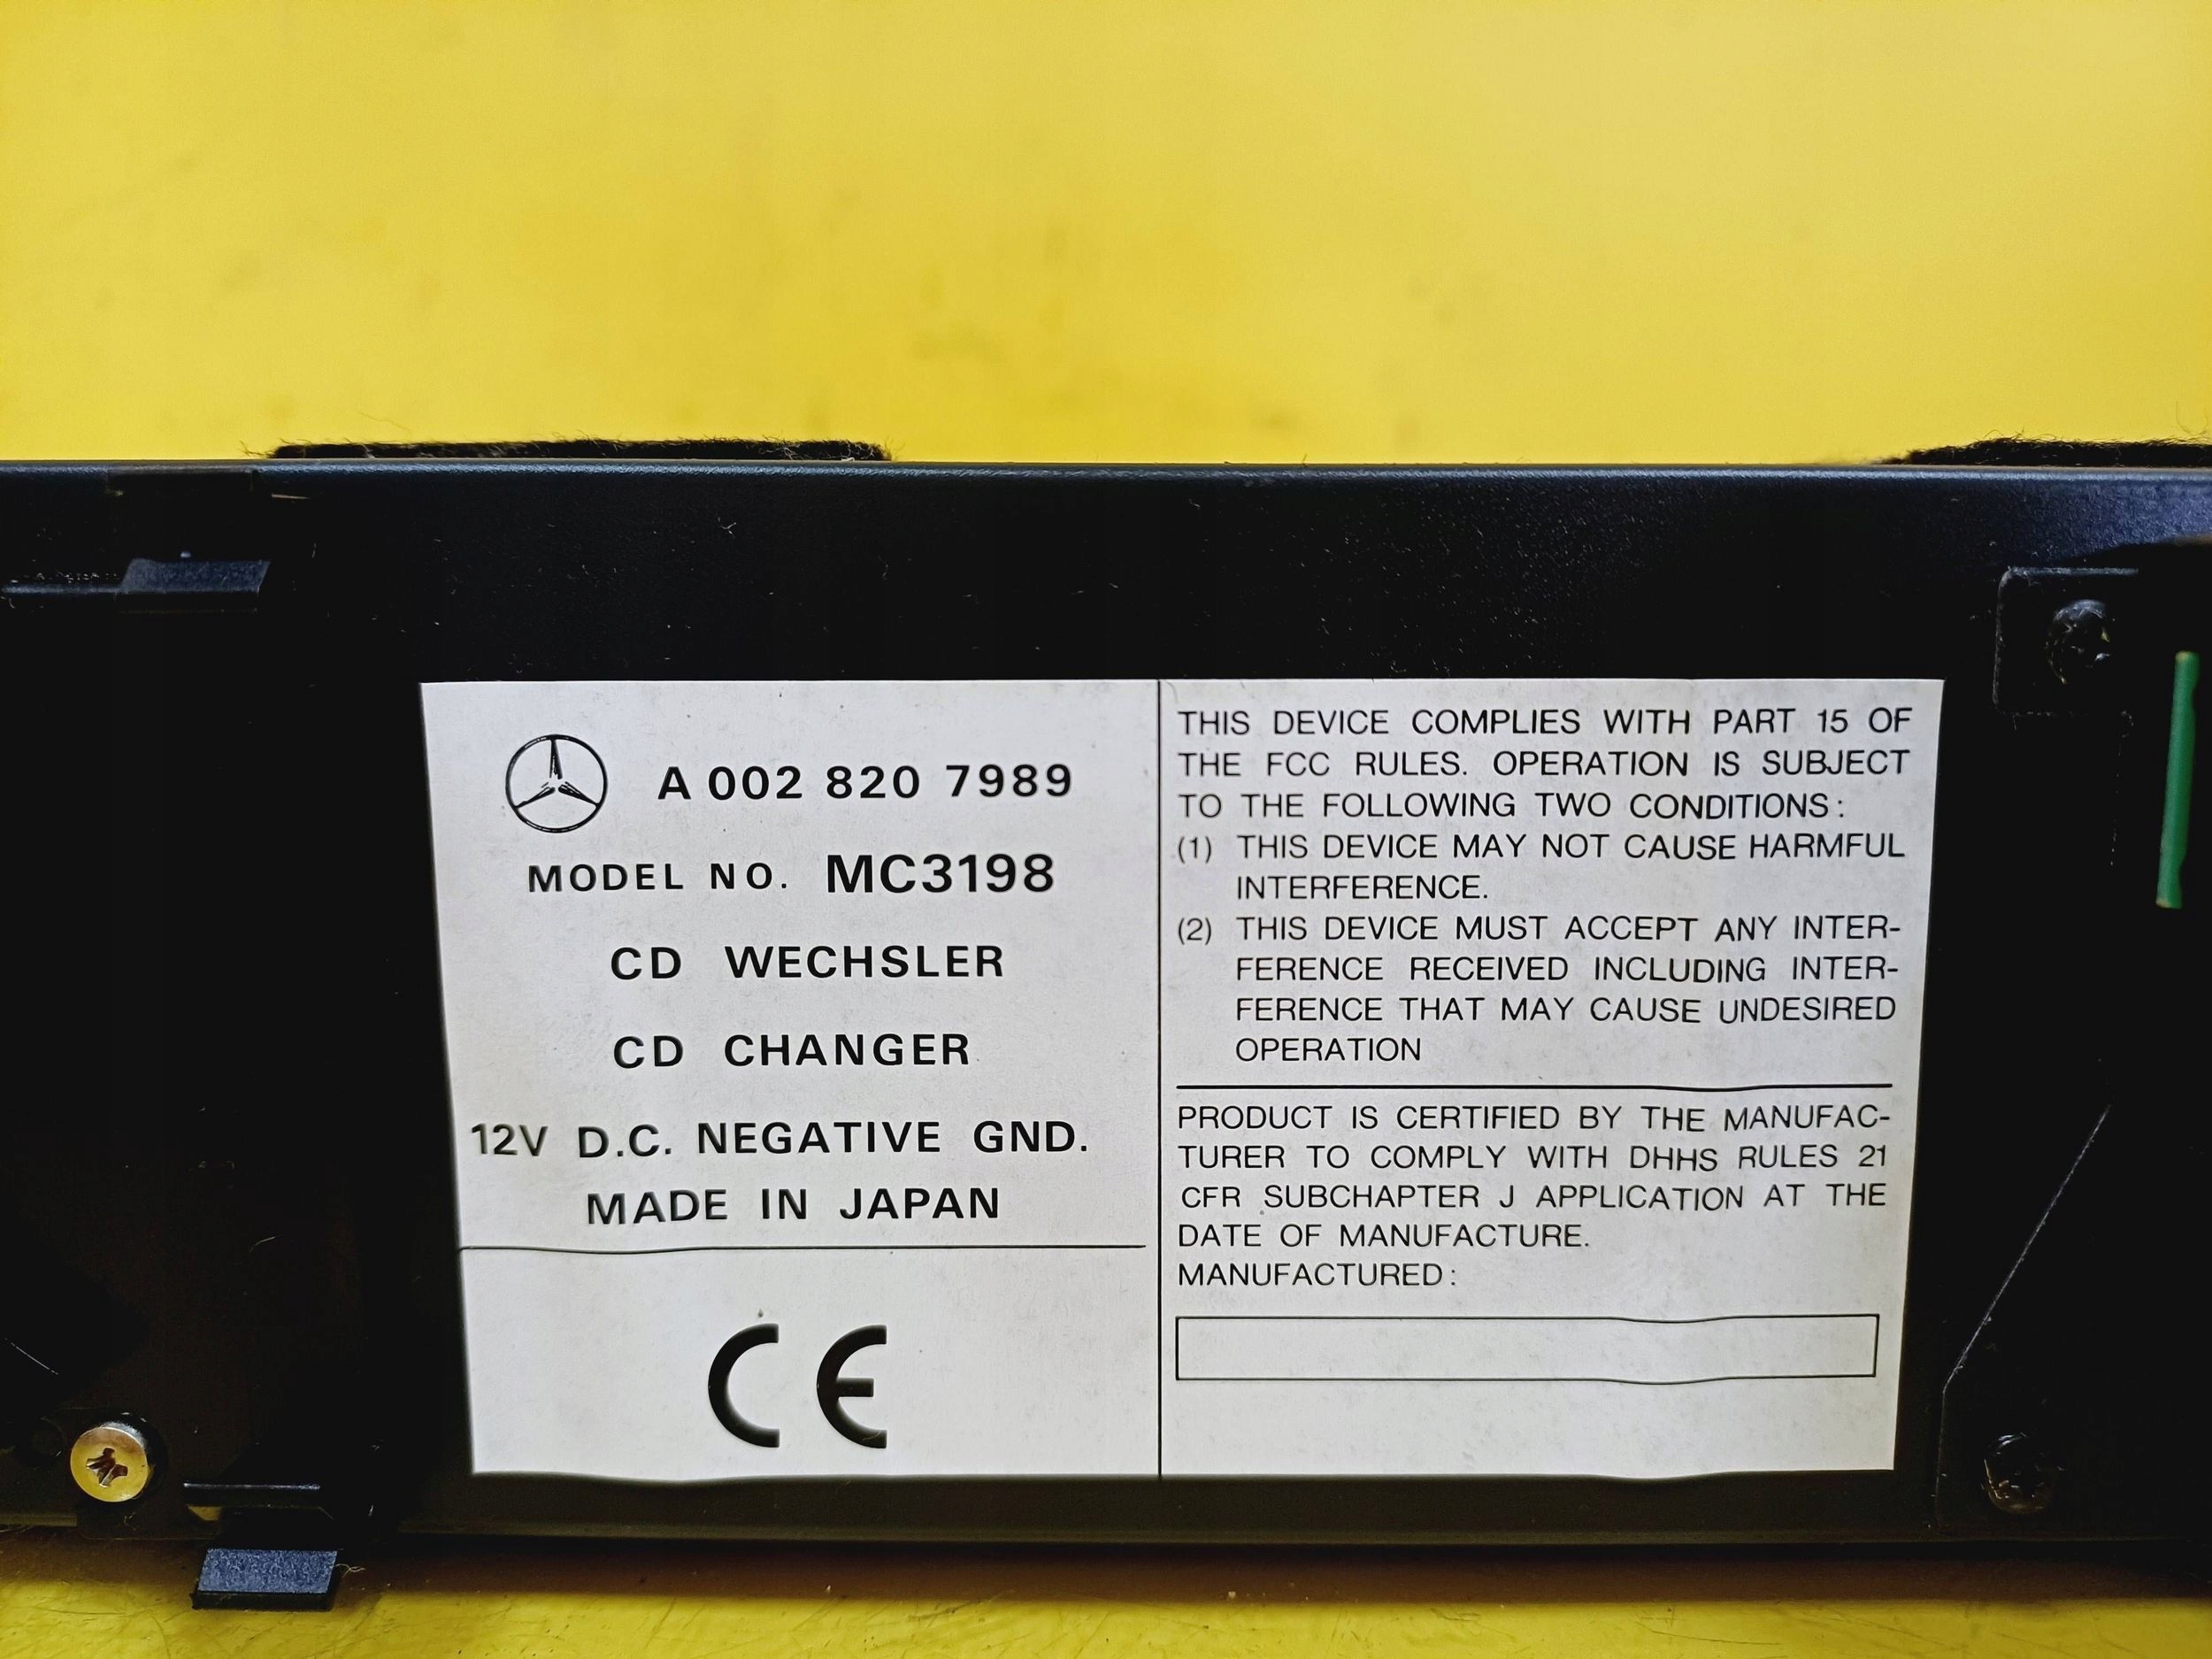 A 002 820 7989
MODEL NO. MC3198
CD WECHSLER
CD CHANGER
12V D.C. NEGATIVE GND.
MADE IN JAPAN
CE
THIS DEVICE COMPLIES WITH PART 15 OF
THE FCC RULES. OPERATION IS SUBJECT
TO THE FOLLOWING TWO CONDITIONS:
(1) THIS DEVICE MAY NOT CAUSE HARMFUL
INTERFERENCE.
(2) THIS DEVICE MUST ACCEPT ANY INTER-
FERENCE RECEIVED INCLUDING INTER-
FERENCE THAT MAY CAUSE UNDESIRED
OPERATION
PRODUCT IS CERTIFIED BY THE MANUFAC-
TURER TO COMPLY WITH DHHS RULES 21
CFR SUBCHAPTER J APPLICATION AT THE
DATE OF MANUFACTURE.
MANUFACTURED: